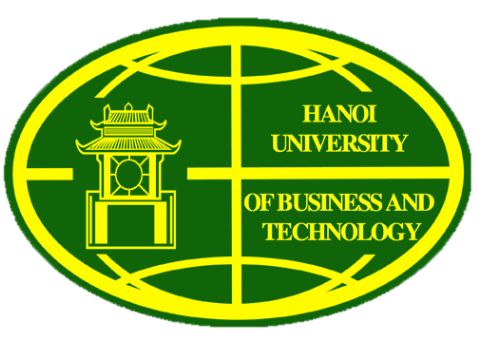 HANOI
UNIVERSITY
OF BUSINESS AND
TECHNOLOGY